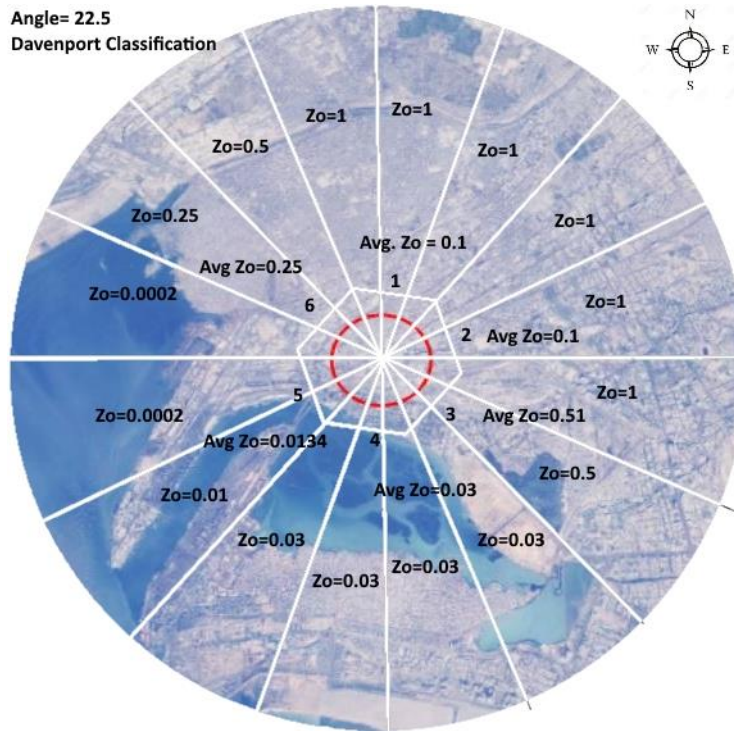 Angle= 22.5
Davenport Classification
N
W E
S
Zo=1
Zo=1
Zo=0.5
Zo=1
Zo=0.25
Zo=1
Avg. Zo = 0.1
Avg Zo=0.25
1
Zo=0.0002
6
Zo=1
2
Avg Zo=0.1
5
Zo=1
Zo=0.0002
3
Avg Zo=0.51
Avg Zo=0.0134
4
Zo=0.5
Avg Zo=0.03
Zo=0.01
Zo=0.03
Zo=0.03
Zo=0.03
Zo=0.03